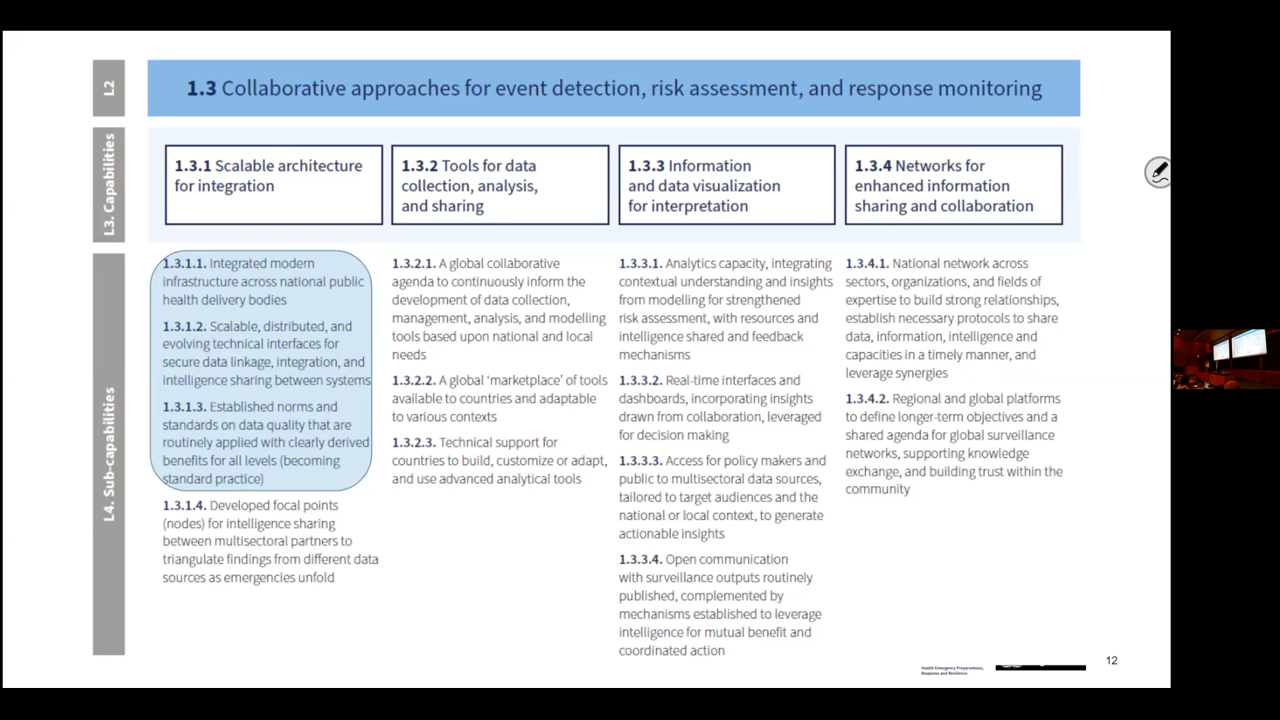 L2
1.3 Collaborative approaches for event detection, risk assessment, and response monitoring
L3. Capabilities
1.3.1 Scalable architecture
for integration
1.3.2 Tools for data
collection, analysis,
and sharing
1.3.3 Information
and data visualization
for interpretation
1.3.4 Networks for
enhanced information
sharing and collaboration
L4. Sub-capabilities
1.3.1.1. Integrated modern
infrastructure across national public
health delivery bodies
1.3.1.2. Scalable, distributed, and
evolving technical interfaces for
secure data linkage, integration, and
intelligence sharing between systems
1.3.1.3. Established norms and
standards on data quality that are
routinely applied with clearly derived
benefits for all levels (becoming
standard practice)
1.3.1.4. Developed focal points
(nodes) for intelligence sharing
between multisectoral partners to
triangulate findings from different data
sources as emergencies unfold
1.3.2.1. A global collaborative
agenda to continuously inform the
development of data collection,
management, analysis, and modelling
tools based upon national and local
needs
1.3.2.2. A global ‘marketplace’ of tools
available to countries and adaptable
to various contexts
1.3.2.3. Technical support for
countries to build, customize or adapt,
and use advanced analytical tools
1.3.3.1. Analytics capacity, integrating
contextual understanding and insights
from modelling for strengthened
risk assessment, with resources and
intelligence shared and feedback
mechanisms
1.3.3.2. Real-time interfaces and
dashboards, incorporating insights
drawn from collaboration, leveraged
for decision making
1.3.3.3. Access for policy makers and
public to multisectoral data sources,
tailored to target audiences and the
national or local context, to generate
actionable insights
1.3.3.4. Open communication
with surveillance outputs routinely
published, complemented by
mechanisms established to leverage
intelligence for mutual benefit and
coordinated action
1.3.4.1. National network across
sectors, organizations, and fields of
expertise to build strong relationships,
establish necessary protocols to share
data, information, intelligence and
capacities in a timely manner, and
leverage synergies
1.3.4.2. Regional and global platforms
to define longer-term objectives and a
shared agenda for global surveillance
networks, supporting knowledge
exchange, and building trust within the
community
Health Emergency Preparedness,
Response and Resilience
12